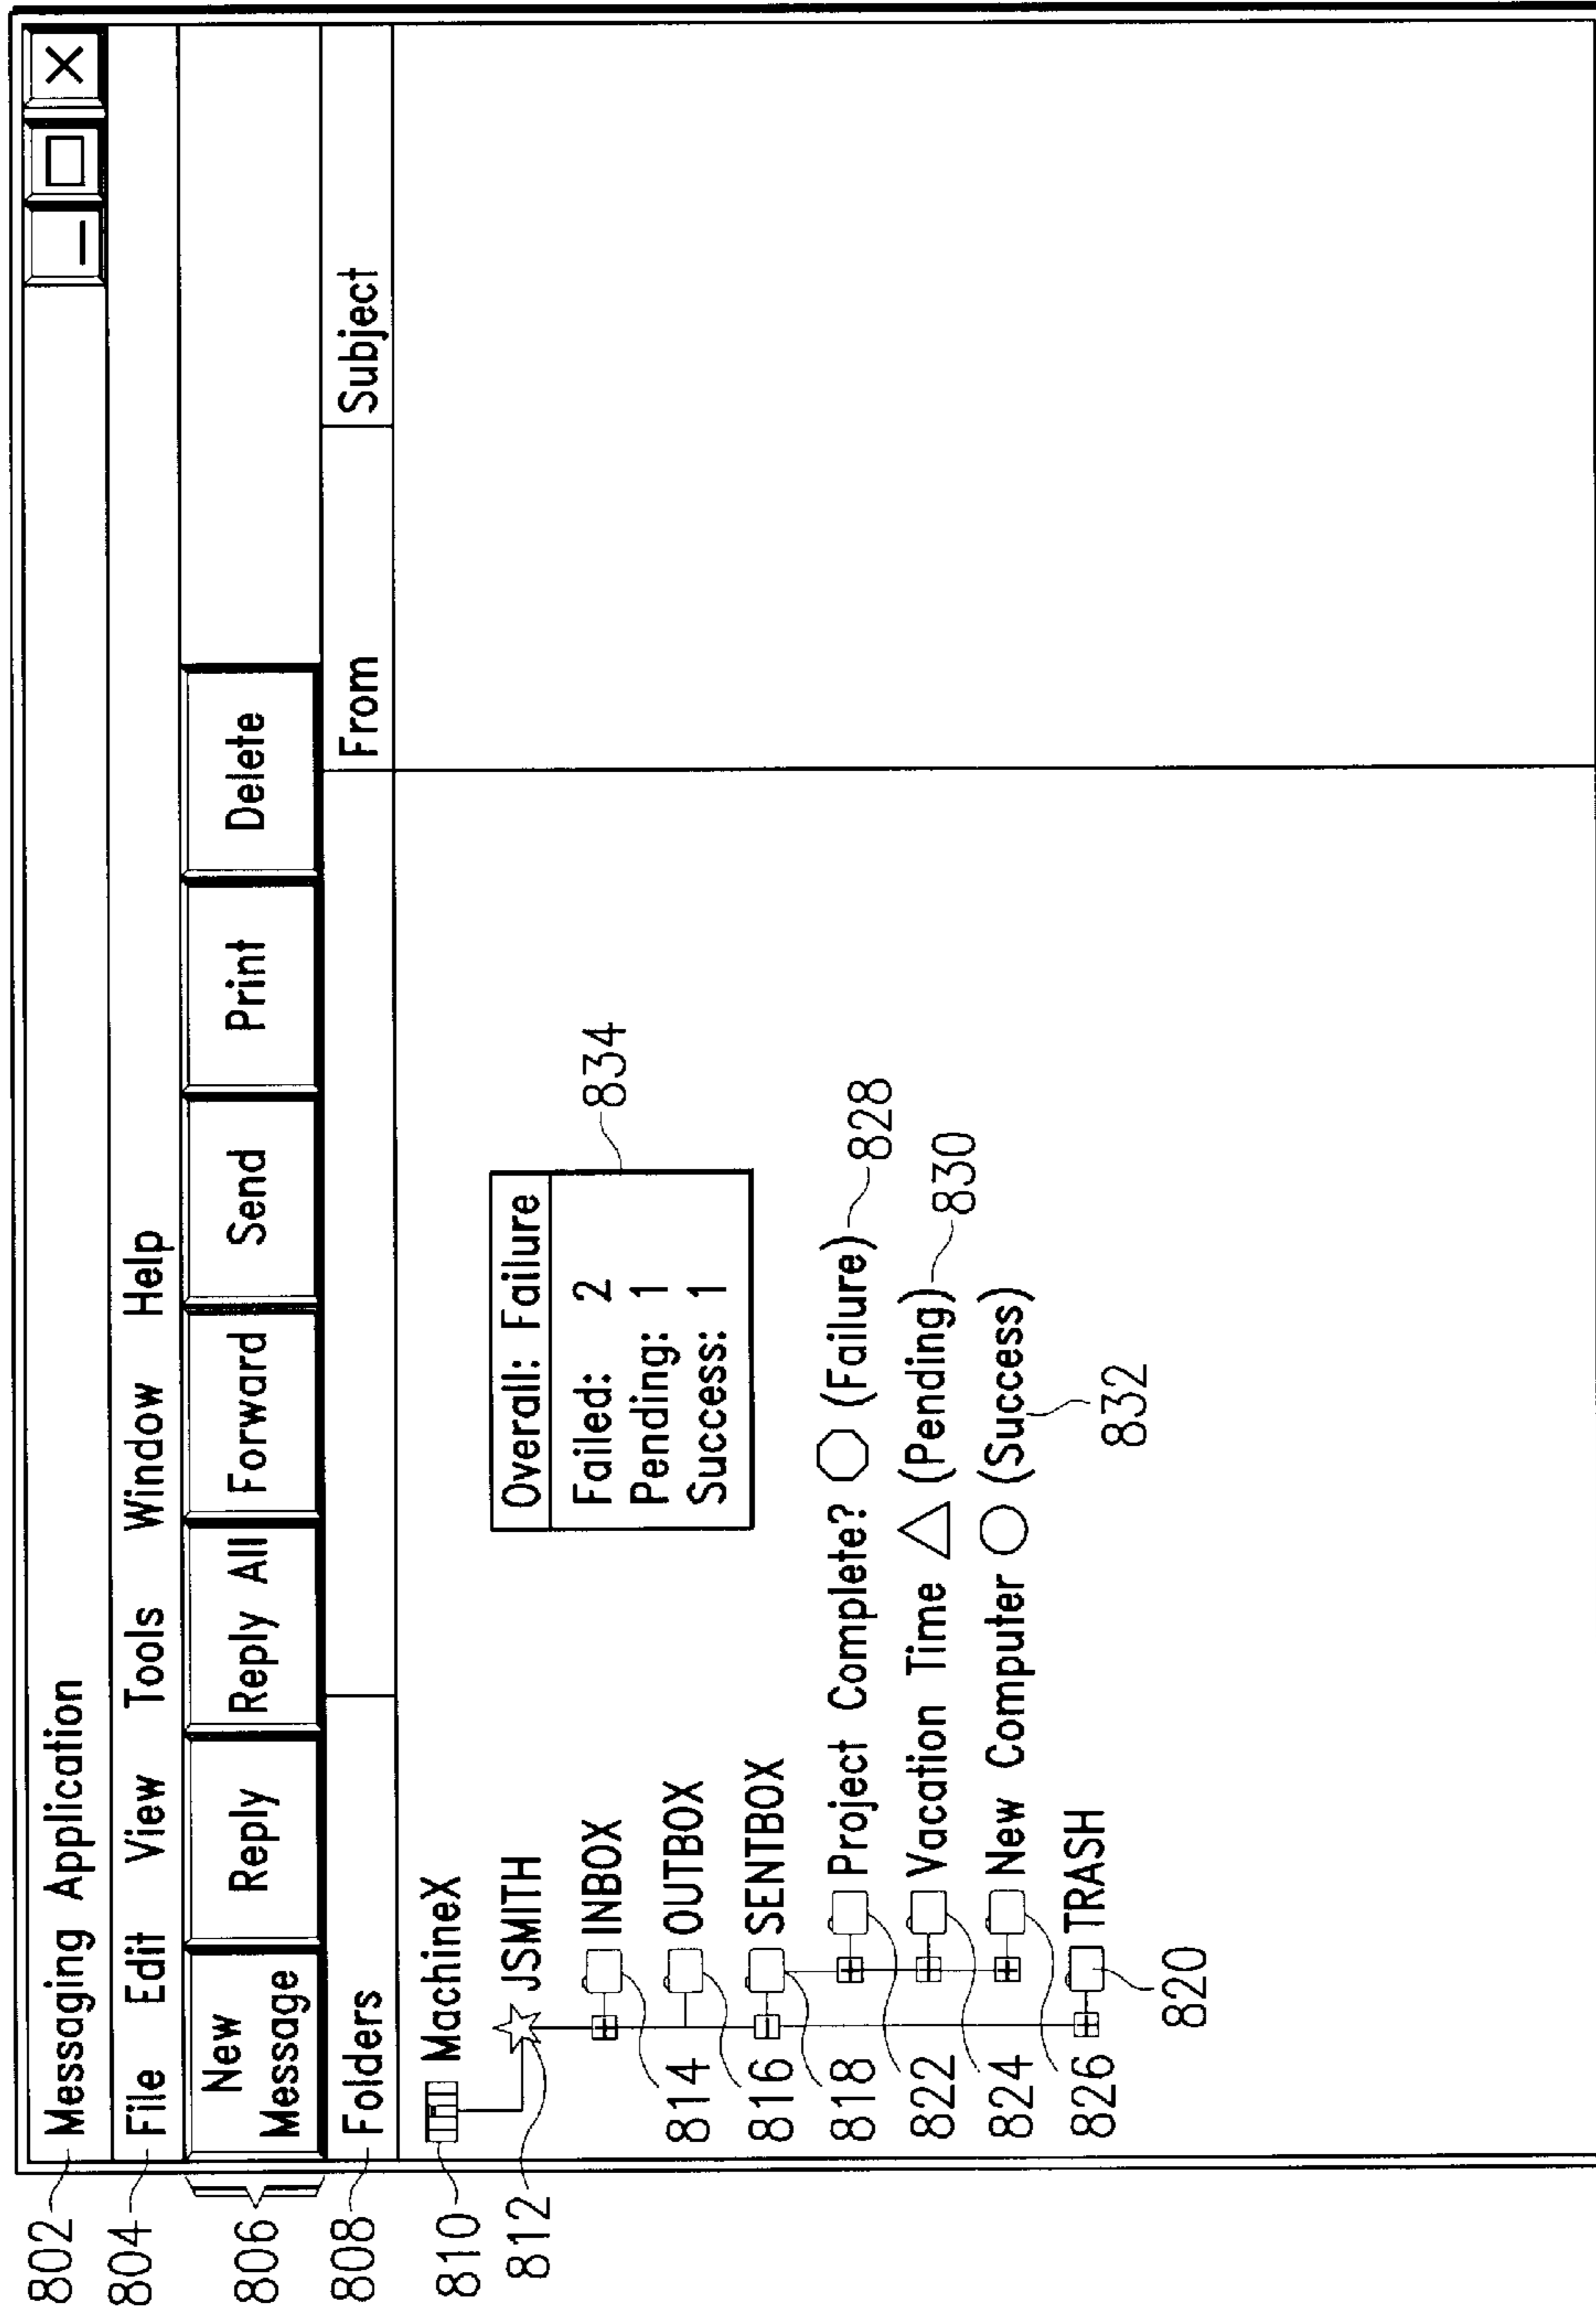 802 Messaging Application
804 File Edit View Tools Window Help
806 New Message Reply Reply All Forward Send Print Delete
808 Folders From Subject
810 MachineX
812 JSMITH
Overall: Failure
Failed: 2
Pending: 1
Success: 1
834
814 INBOX
816 OUTBOX
818 SENTBOX
822 Project Complete? (Failure) 828
824 Vacation Time (Pending) 830
826 New Computer (Success) 832
820 TRASH